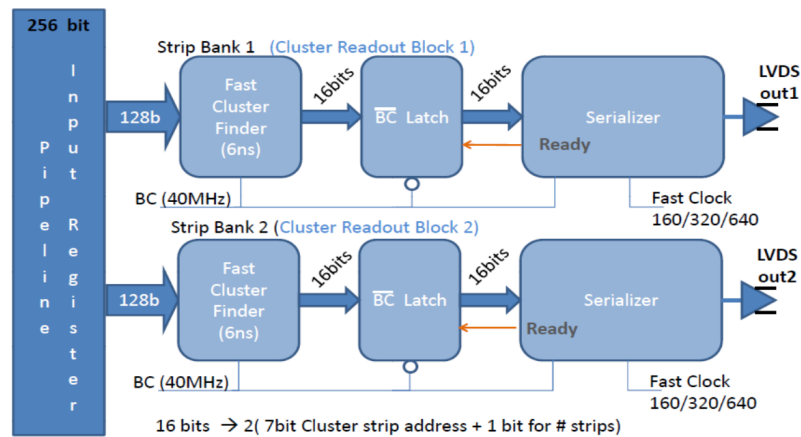 256 bit
Pipeline
Input Register
Strip Bank 1 (Cluster Readout Block 1)
128b
Fast
Cluster
Finder
(6ns)
16bits
B̅C̅ Latch
16bits
Serializer
Ready
LVDS
out1
BC (40MHz)
Fast Clock
160/320/640
Strip Bank 2 (Cluster Readout Block 2)
128b
Fast
Cluster
Finder
(6ns)
16bits
B̅C̅ Latch
16bits
Serializer
Ready
LVDS
out2
BC (40MHz)
Fast Clock
160/320/640
16 bits → 2( 7bit Cluster strip address + 1 bit for # strips)